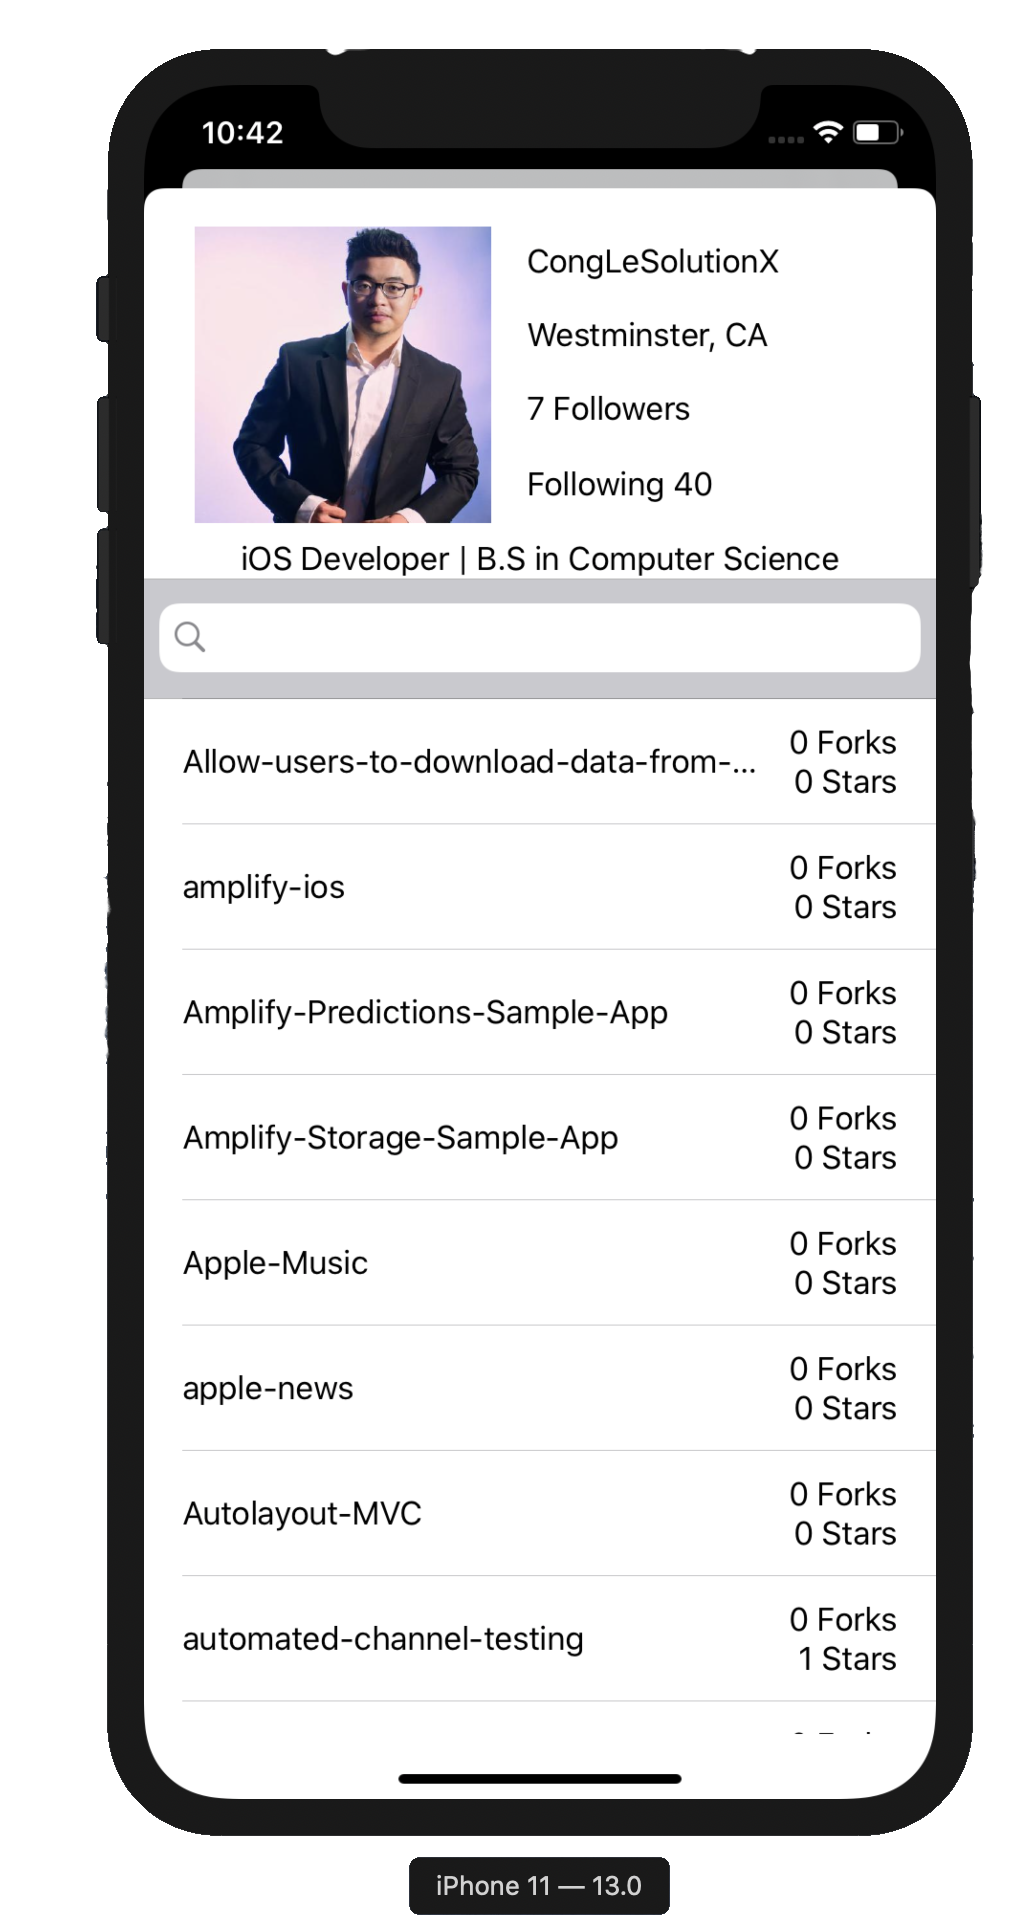 10:42
CongLeSolutionX
Westminster, CA
7 Followers
Following 40
iOS Developer | B.S in Computer Science
Allow-users-to-download-data-from-...
0 Forks
0 Stars
amplify-ios
0 Forks
0 Stars
Amplify-Predictions-Sample-App
0 Forks
0 Stars
Amplify-Storage-Sample-App
0 Forks
0 Stars
Apple-Music
0 Forks
0 Stars
apple-news
0 Forks
0 Stars
Autolayout-MVC
0 Forks
0 Stars
automated-channel-testing
0 Forks
1 Stars
iPhone 11 — 13.0